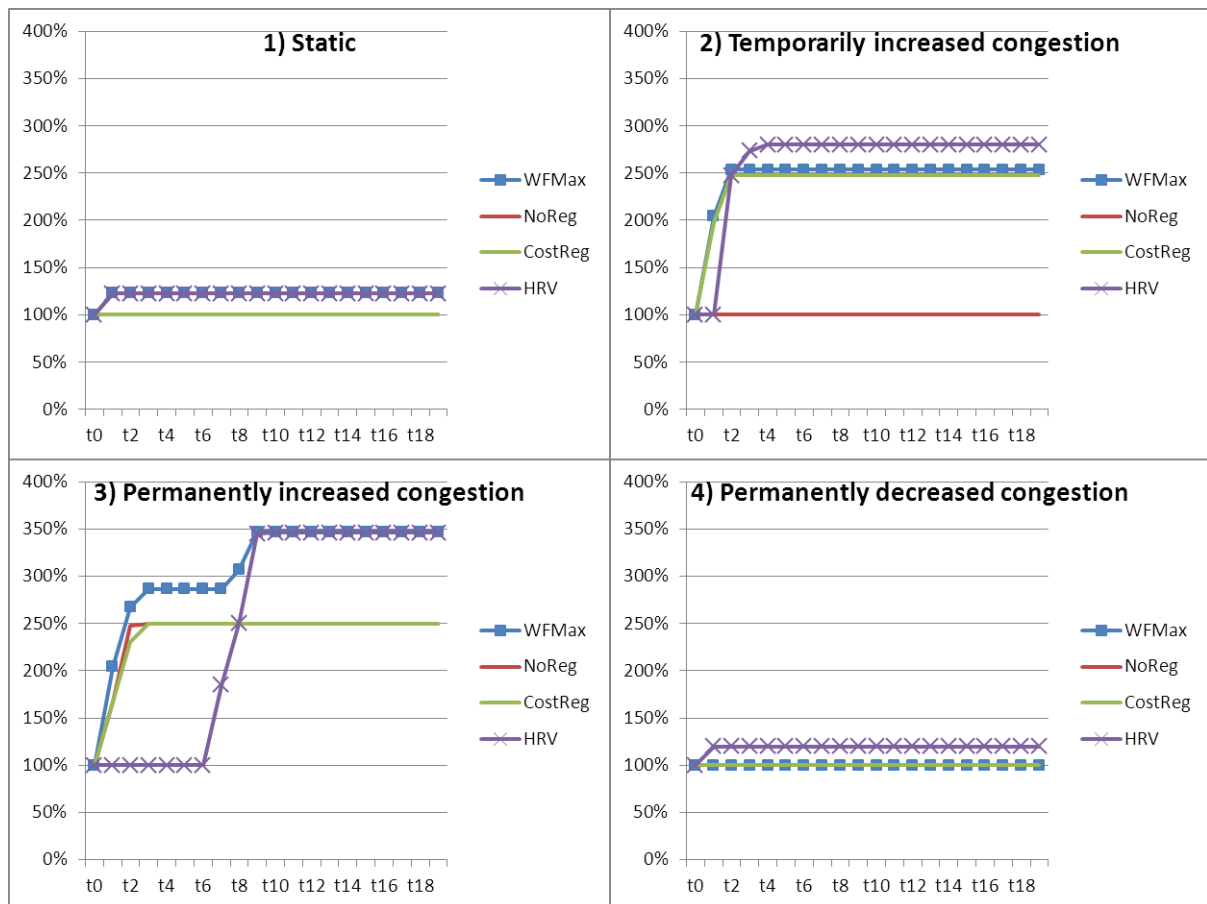 1) Static
400%
350%
300%
250%
200%
150%
100%
50%
0%
t0 t2 t4 t6 t8 t10 t12 t14 t16 t18
WFMax
NoReg
CostReg
HRV
2) Temporarily increased congestion
400%
350%
300%
250%
200%
150%
100%
50%
0%
t0 t2 t4 t6 t8 t10 t12 t14 t16 t18
WFMax
NoReg
CostReg
HRV
3) Permanently increased congestion
400%
350%
300%
250%
200%
150%
100%
50%
0%
t0 t2 t4 t6 t8 t10 t12 t14 t16 t18
WFMax
NoReg
CostReg
HRV
4) Permanently decreased congestion
400%
350%
300%
250%
200%
150%
100%
50%
0%
t0 t2 t4 t6 t8 t10 t12 t14 t16 t18
WFMax
NoReg
CostReg
HRV